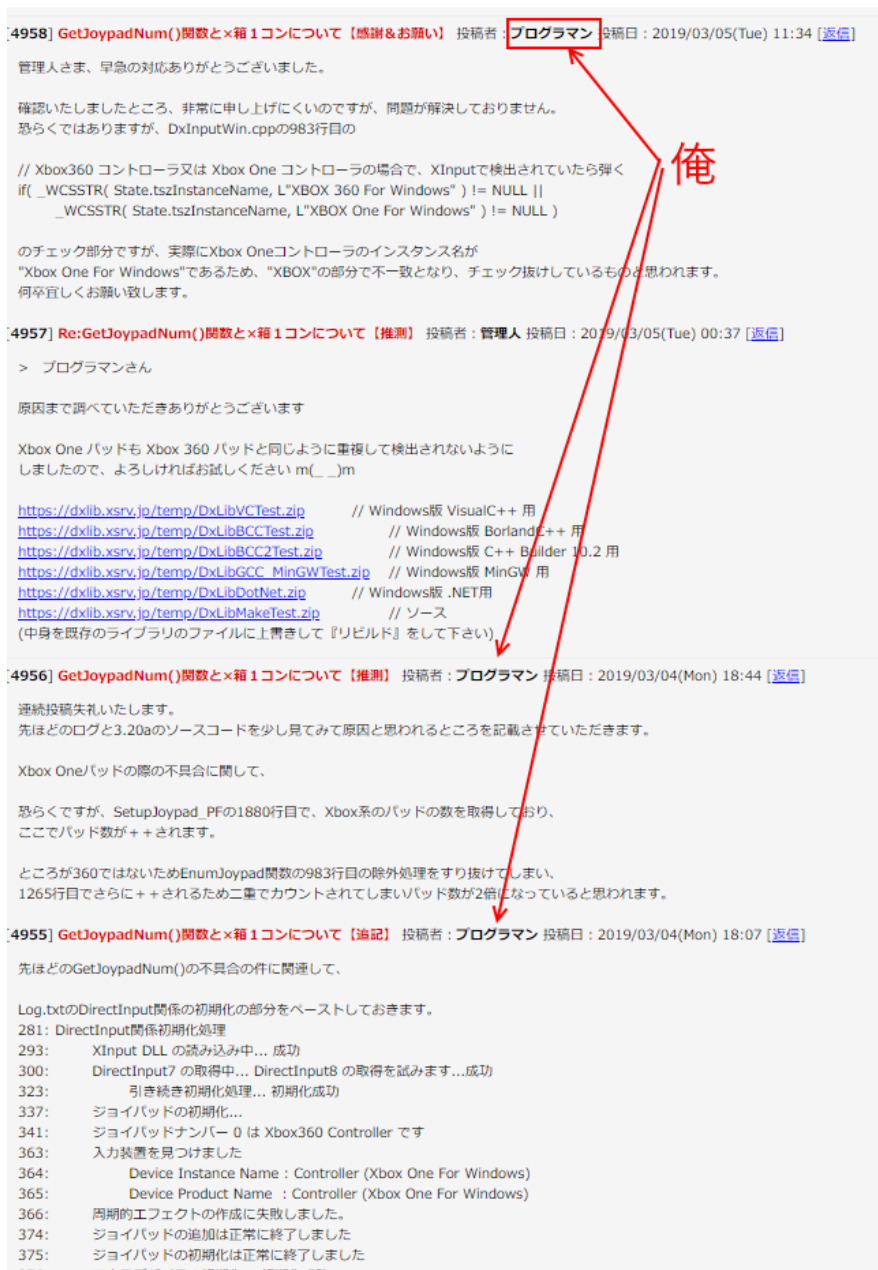 [4958] GetJoypadNum()関数と×箱１コンについて【感謝＆お願い】 投稿者：プログラマン 投稿日：2019/03/05(Tue) 11:34 [返信]
管理人さま、早急の対応ありがとうございました。
確認いたしましたところ、非常に申し上げにくいのですが、問題が解決しておりません。
恐らくではありますが、DxInputWin.cppの983行目の
// Xbox360 コントローラ又は Xbox One コントローラの場合で、XInputで検出されていたら弾く
if( _WCSSTR( State.tszInstanceName, L"XBOX 360 For Windows" ) != NULL ||
_WCSSTR( State.tszInstanceName, L"XBOX One For Windows" ) != NULL )
俺
のチェック部分ですが、実際にXbox Oneコントローラのインスタンス名が
"Xbox One For Windows"であるため、"XBOX"の部分で不一致となり、チェック抜けしているものと思われます。
何卒宜しくお願い致します。
[4957] Re:GetJoypadNum()関数と×箱１コンについて【推測】 投稿者：管理人 投稿日：2019/03/05(Tue) 00:37 [返信]
> プログラマンさん
原因まで調べていただきありがとうございます
Xbox One パッドも Xbox 360 パッドと同じように重複して検出されないように
しましたので、よろしければお試しください m(_ _)m
https://dxlib.xsrv.jp/temp/DxLibVCTest.zip // Windows版 VisualC++ 用
https://dxlib.xsrv.jp/temp/DxLibBCCTest.zip // Windows版 BorlandC++ 用
https://dxlib.xsrv.jp/temp/DxLibBCC2Test.zip // Windows版 C++ Builder 10.2 用
https://dxlib.xsrv.jp/temp/DxLibGCC_MinGWTest.zip // Windows版 MinGW 用
https://dxlib.xsrv.jp/temp/DxLibDotNet.zip // Windows版 .NET用
https://dxlib.xsrv.jp/temp/DxLibMakeTest.zip // ソース
(中身を既存のライブラリのファイルに上書きして『リビルド』をして下さい)
[4956] GetJoypadNum()関数と×箱１コンについて【推測】 投稿者：プログラマン 投稿日：2019/03/04(Mon) 18:44 [返信]
連続投稿失礼いたします。
先ほどのログと3.20aのソースコードを少し見てみて原因と思われるところを記載させていただきます。
Xbox Oneパッドの際の不具合に関して、
恐らくですが、SetupJoypad_PFの1880行目で、Xbox系のパッドの数を取得しており、
ここでパッド数が＋＋されます。
ところが360ではないためEnumJoypad関数の983行目の除外処理をすり抜けてしまい、
1265行目でさらに＋＋されるため二重でカウントされてしまいパッド数が2倍になっていると思われます。
[4955] GetJoypadNum()関数と×箱１コンについて【追記】 投稿者：プログラマン 投稿日：2019/03/04(Mon) 18:07 [返信]
先ほどのGetJoypadNum()の不具合の件に関連して、
Log.txtのDirectInput関係の初期化の部分をペーストしておきます。
281: DirectInput関係初期化処理
293: XInput DLL の読み込み中... 成功
300: DirectInput7 の取得中... DirectInput8 の取得を試みます...成功
323: 引き続き初期化処理... 初期化成功
337: ジョイパッドの初期化...
341: ジョイパッドナンバー 0 は Xbox360 Controller です
363: 入力装置を見つけました
364: Device Instance Name : Controller (Xbox One For Windows)
365: Device Product Name : Controller (Xbox One For Windows)
366: 周期的エフェクトの作成に失敗しました。
374: ジョイパッドの追加は正常に終了しました
375: ジョイパッドの初期化は正常に終了しました